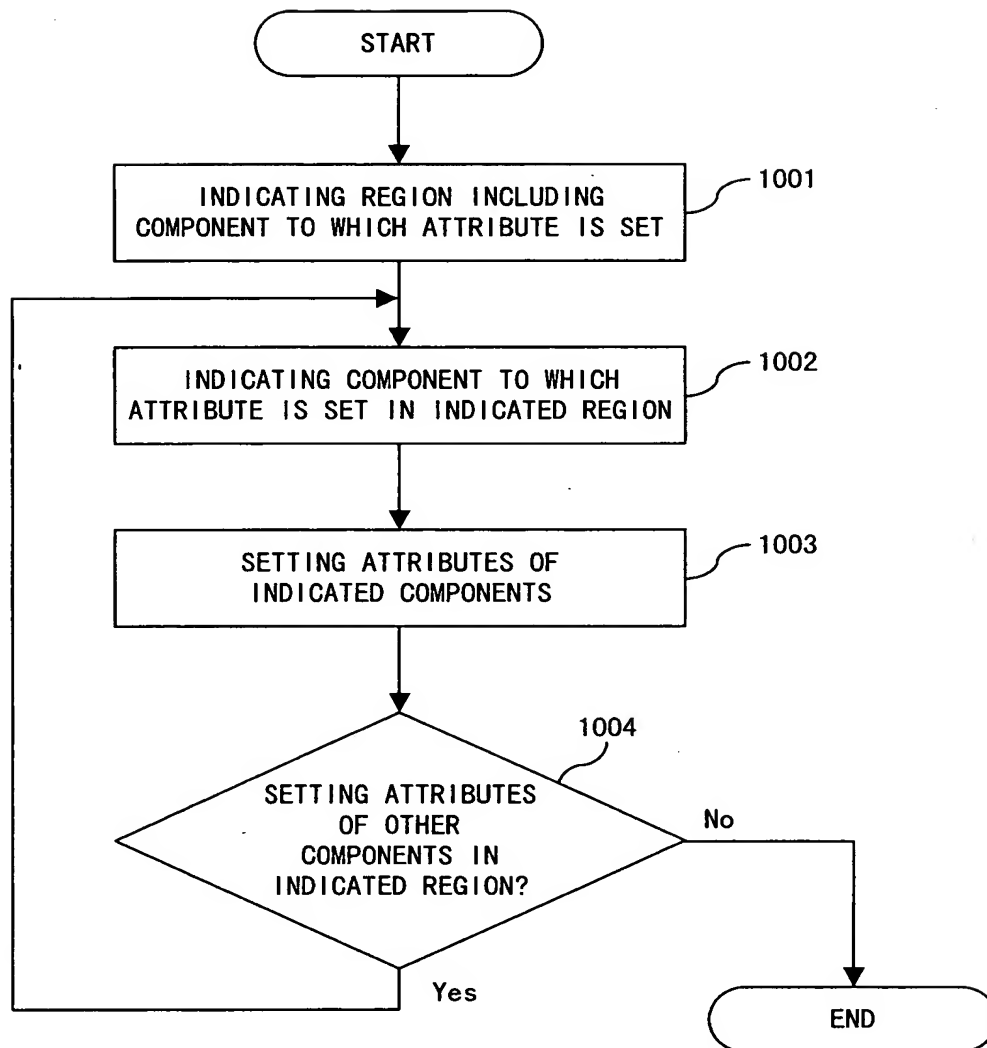 START
INDICATING REGION INCLUDING
COMPONENT TO WHICH ATTRIBUTE IS SET
1001
INDICATING COMPONENT TO WHICH
ATTRIBUTE IS SET IN INDICATED REGION
1002
SETTING ATTRIBUTES OF
INDICATED COMPONENTS
1003
1004
SETTING ATTRIBUTES
OF OTHER
COMPONENTS IN
INDICATED REGION?
No
Yes
END